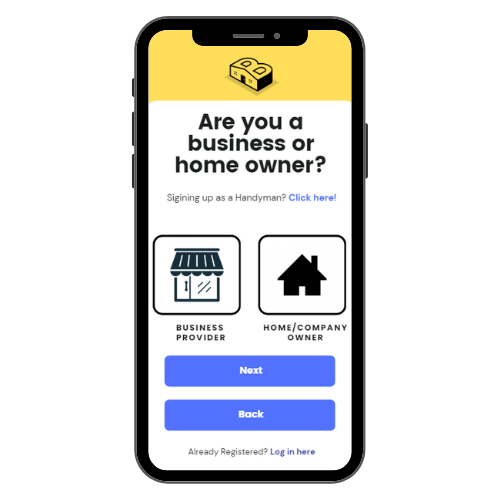 Are you a
business or
home owner?
Sigining up as a Handyman? Click here!
BUSINESS
PROVIDER
HOME/COMPANY
OWNER
Next
Back
Already Registered? Log in here